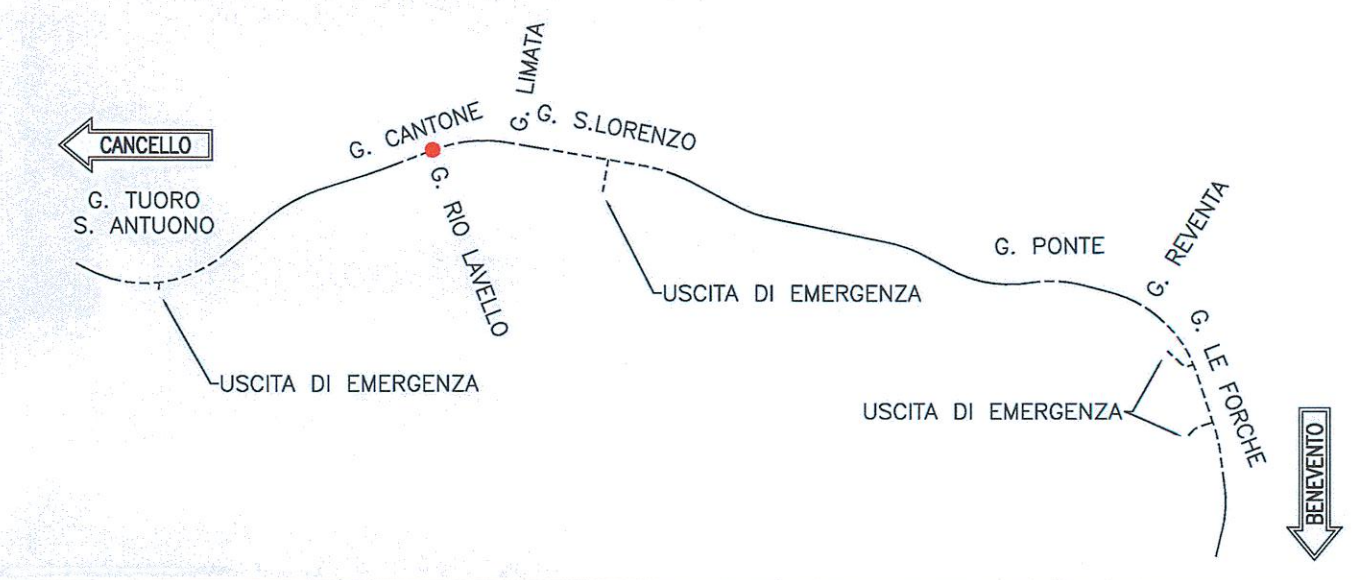 CANCELLO
G. TUORO
S. ANTUONO
G. CANTONE
G. RIO LAVELLO
G. LIMATA
G. S.LORENZO
USCITA DI EMERGENZA
USCITA DI EMERGENZA
G. PONTE
G. REVENTA
G. LE FORCHE
USCITA DI EMERGENZA
BENEVENTO